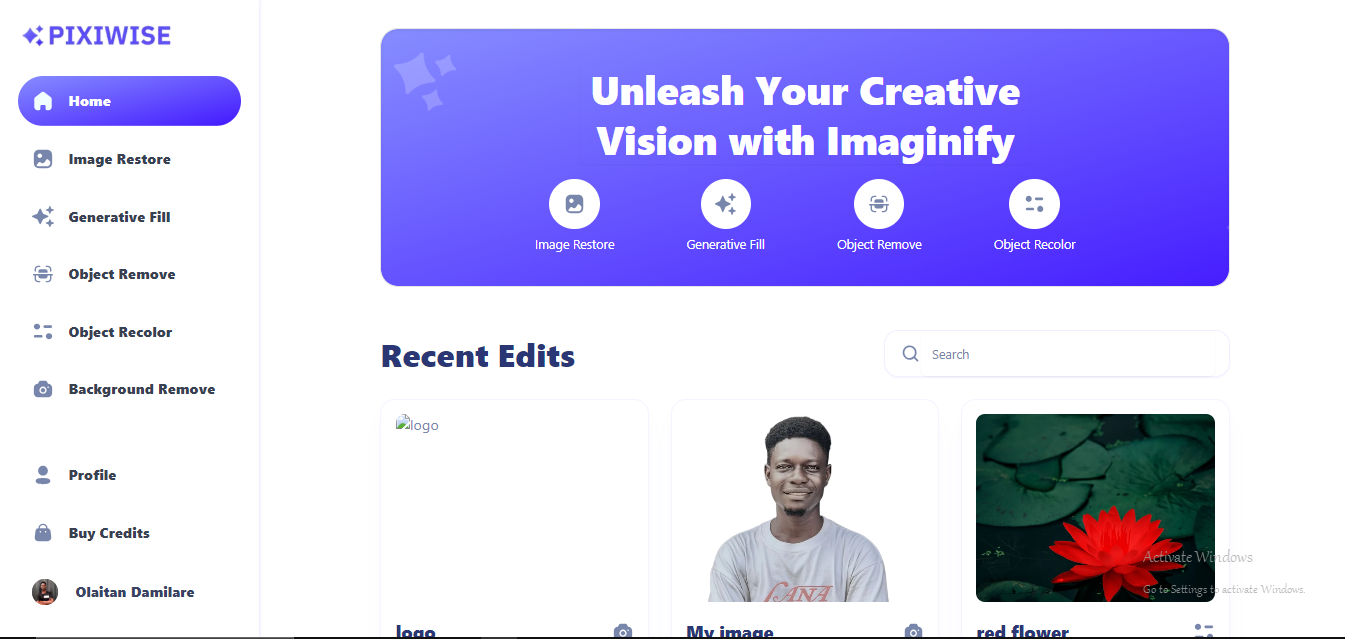 PIXIWISE
Home
Image Restore
Generative Fill
Object Remove
Object Recolor
Background Remove
Profile
Buy Credits
Olaitan Damilare
Unleash Your Creative
Vision with Imaginify
Image Restore
Generative Fill
Object Remove
Object Recolor
Recent Edits
Search
logo
LANA
logo
My image
red flower
Activate Windows
Go to Settings to activate Windows.